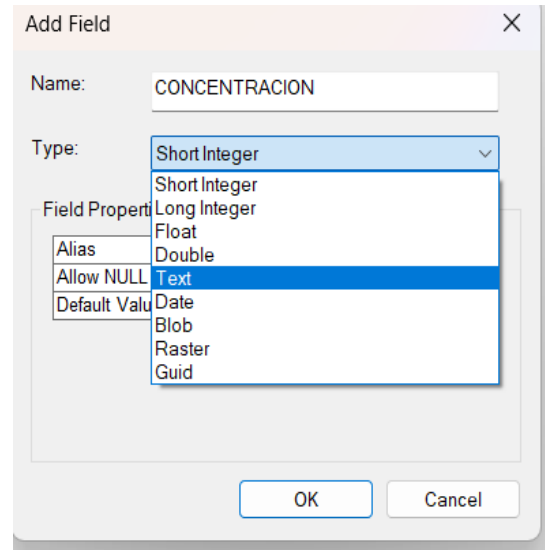 Add Field
Name: CONCENTRACION
Type: Short Integer
Short Integer
Long Integer
Float
Double
Text
Date
Blob
Raster
Guid
Field Properti
Alias
Allow NULL
Default Valu
OK Cancel